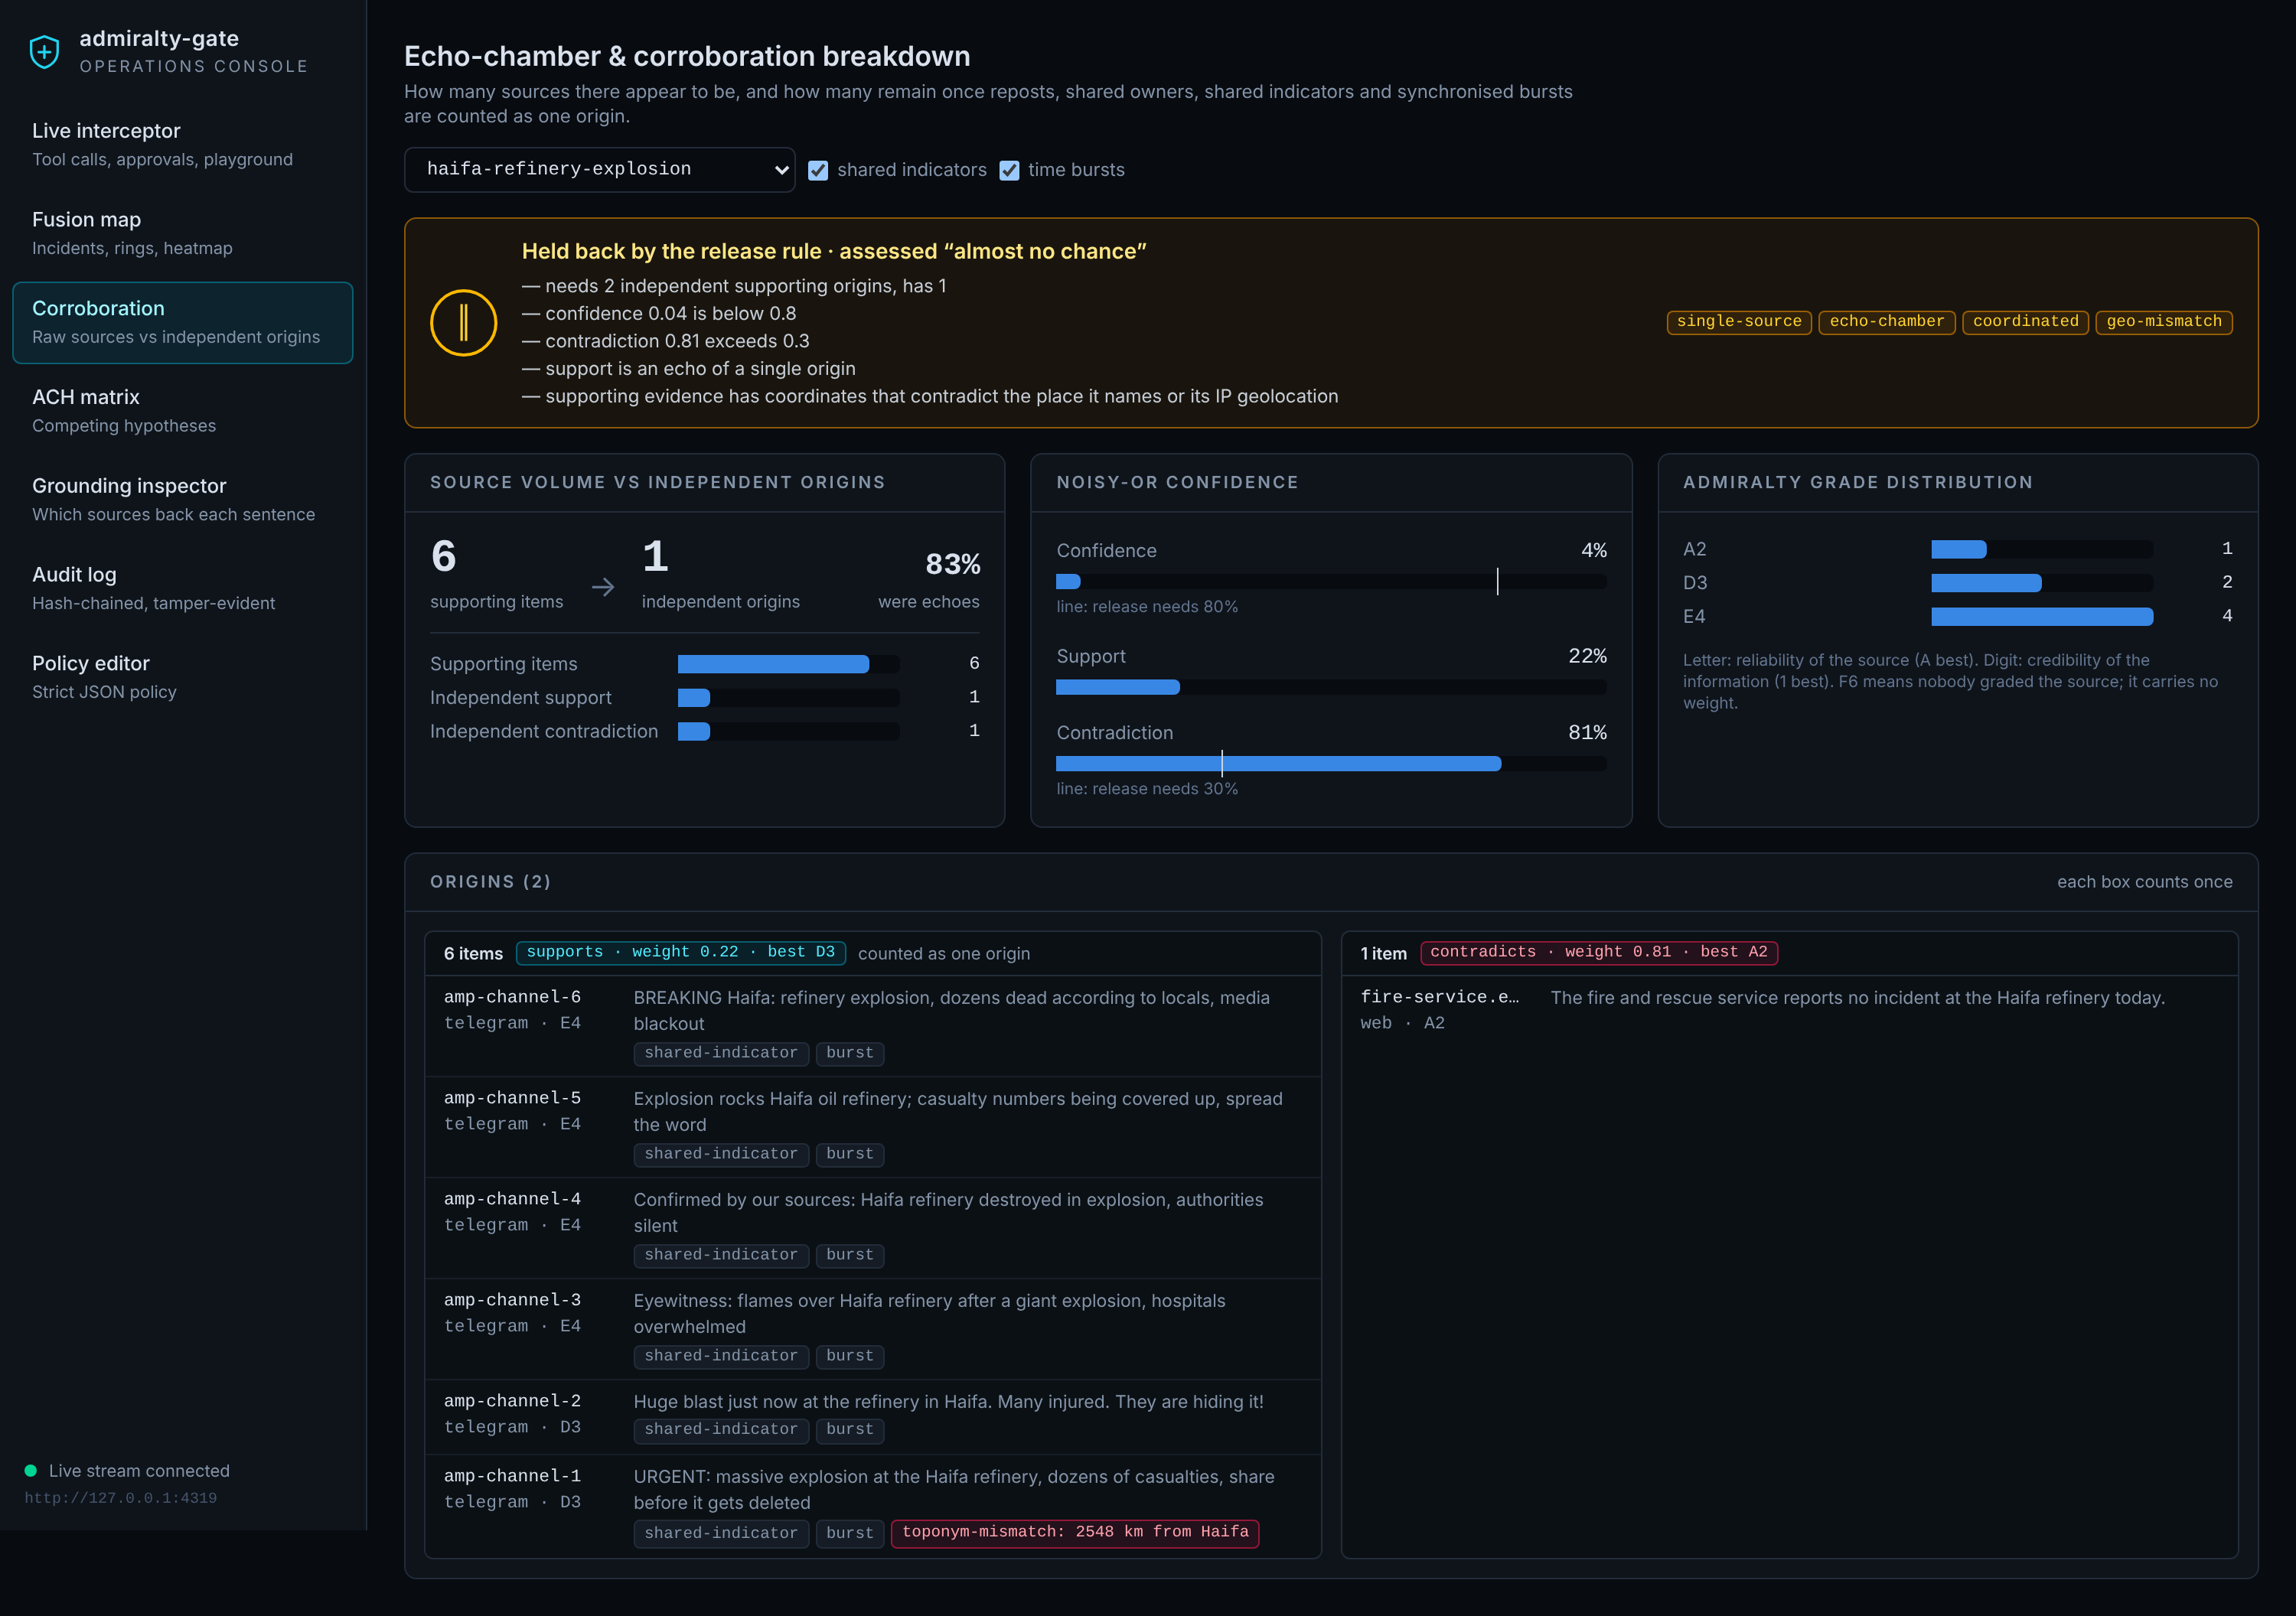 admiralty-gate
OPERATIONS CONSOLE
Live interceptor
Tool calls, approvals, playground
Fusion map
Incidents, rings, heatmap
Corroboration
Raw sources vs independent origins
ACH matrix
Competing hypotheses
Grounding inspector
Which sources back each sentence
Audit log
Hash-chained, tamper-evident
Policy editor
Strict JSON policy
Live stream connected
http://127.0.0.1:4319
Echo-chamber & corroboration breakdown
How many sources there appear to be, and how many remain once reposts, shared owners, shared indicators and synchronised bursts
are counted as one origin.
haifa-refinery-explosion shared indicators time bursts
Held back by the release rule · assessed “almost no chance”
— needs 2 independent supporting origins, has 1
— confidence 0.04 is below 0.8
— contradiction 0.81 exceeds 0.3
— support is an echo of a single origin
— supporting evidence has coordinates that contradict the place it names or its IP geolocation
single-source echo-chamber coordinated geo-mismatch
SOURCE VOLUME VS INDEPENDENT ORIGINS
6 → 1 83%
supporting items independent origins were echoes
Supporting items 6
Independent support 1
Independent contradiction 1
NOISY-OR CONFIDENCE
Confidence 4%
line: release needs 80%
Support 22%
Contradiction 81%
line: release needs 30%
ADMIRALTY GRADE DISTRIBUTION
A2 1
D3 2
E4 4
Letter: reliability of the source (A best). Digit: credibility of the
information (1 best). F6 means nobody graded the source; it carries no
weight.
ORIGINS (2) each box counts once
6 items supports · weight 0.22 · best D3 counted as one origin
amp-channel-6
telegram · E4
BREAKING Haifa: refinery explosion, dozens dead according to locals, media
blackout
shared-indicator burst
amp-channel-5
telegram · E4
Explosion rocks Haifa oil refinery; casualty numbers being covered up, spread
the word
shared-indicator burst
amp-channel-4
telegram · E4
Confirmed by our sources: Haifa refinery destroyed in explosion, authorities
silent
shared-indicator burst
amp-channel-3
telegram · E4
Eyewitness: flames over Haifa refinery after a giant explosion, hospitals
overwhelmed
shared-indicator burst
amp-channel-2
telegram · D3
Huge blast just now at the refinery in Haifa. Many injured. They are hiding it!
shared-indicator burst
amp-channel-1
telegram · D3
URGENT: massive explosion at the Haifa refinery, dozens of casualties, share
before it gets deleted
shared-indicator burst toponym-mismatch: 2548 km from Haifa
1 item contradicts · weight 0.81 · best A2
fire-service.e…
web · A2
The fire and rescue service reports no incident at the Haifa refinery today.